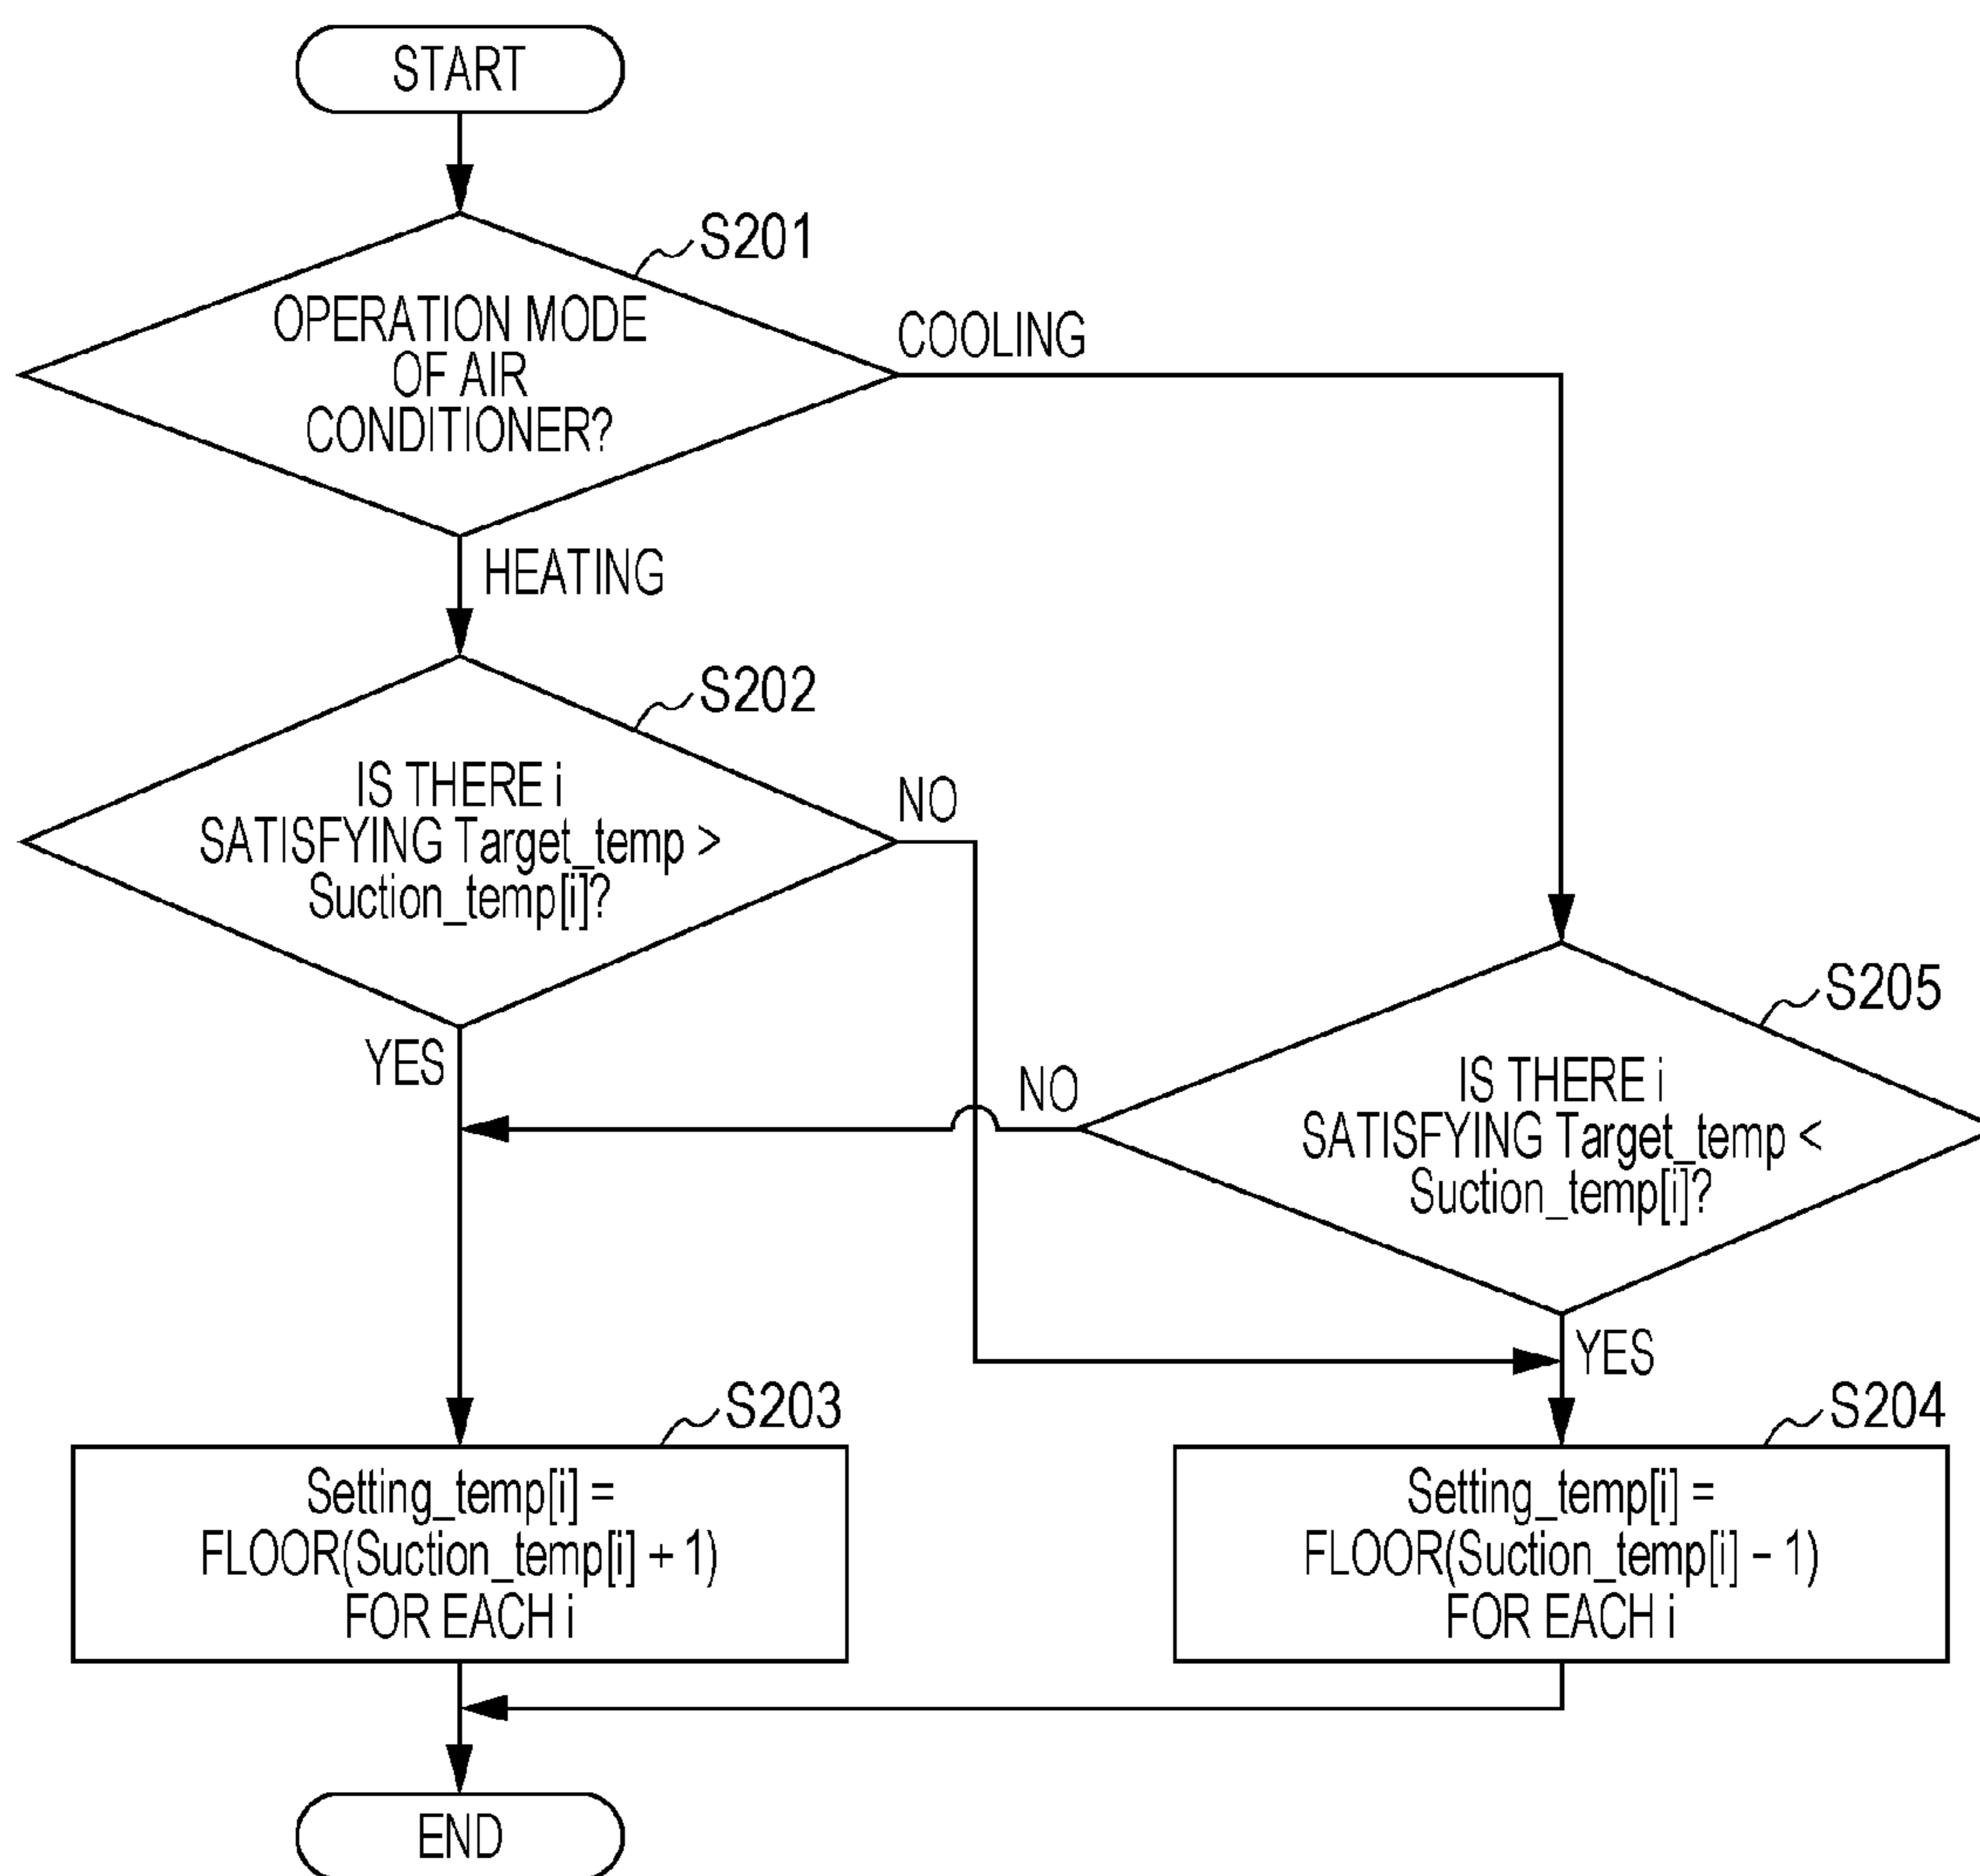 START
S201
OPERATION MODE
OF AIR
CONDITIONER?
COOLING
HEATING
S202
IS THERE i
SATISFYING Target_temp >
Suction_temp[i]?
NO
YES
S205
IS THERE i
SATISFYING Target_temp <
Suction_temp[i]?
NO
YES
S203
Setting_temp[i] =
FLOOR(Suction_temp[i] + 1)
FOR EACH i
S204
Setting_temp[i] =
FLOOR(Suction_temp[i] − 1)
FOR EACH i
END